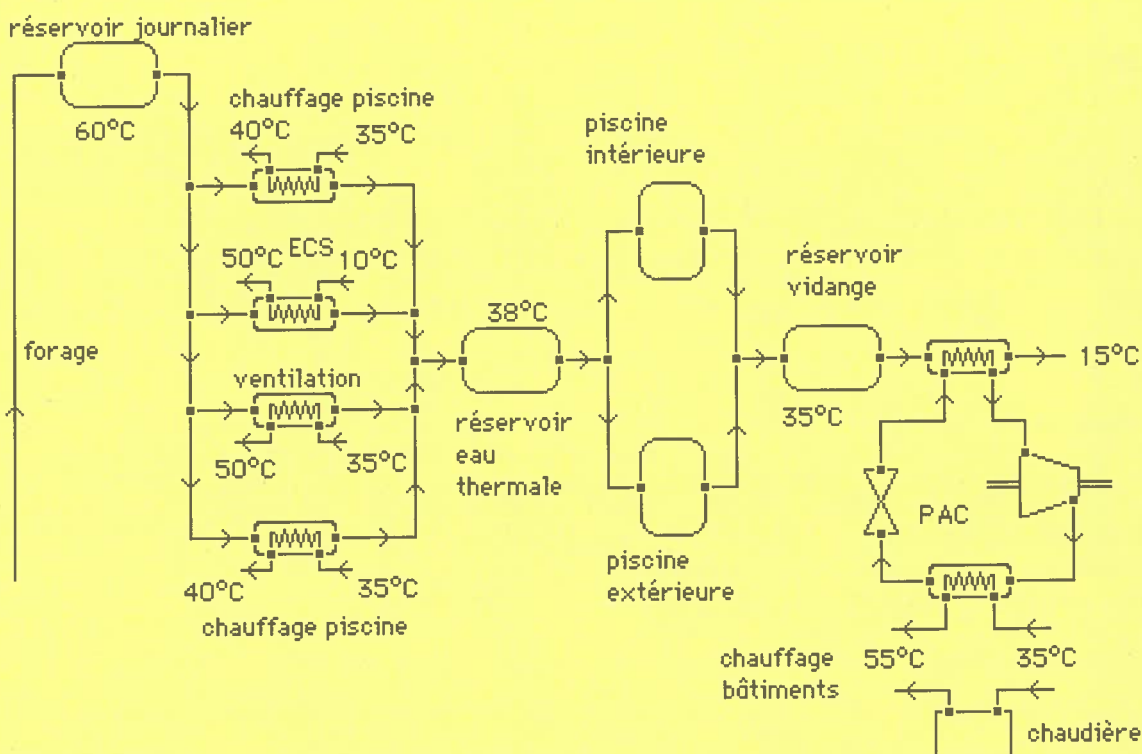 réservoir journalier
60°C
chauffage piscine
40°C 35°C
50°C ECS 10°C
forage
ventilation
50°C 35°C
40°C 35°C
chauffage piscine
38°C
réservoir
eau
thermale
piscine
intérieure
piscine
extérieure
réservoir
vidange
35°C
15°C
PAC
chauffage
bâtiments
55°C 35°C
chaudière